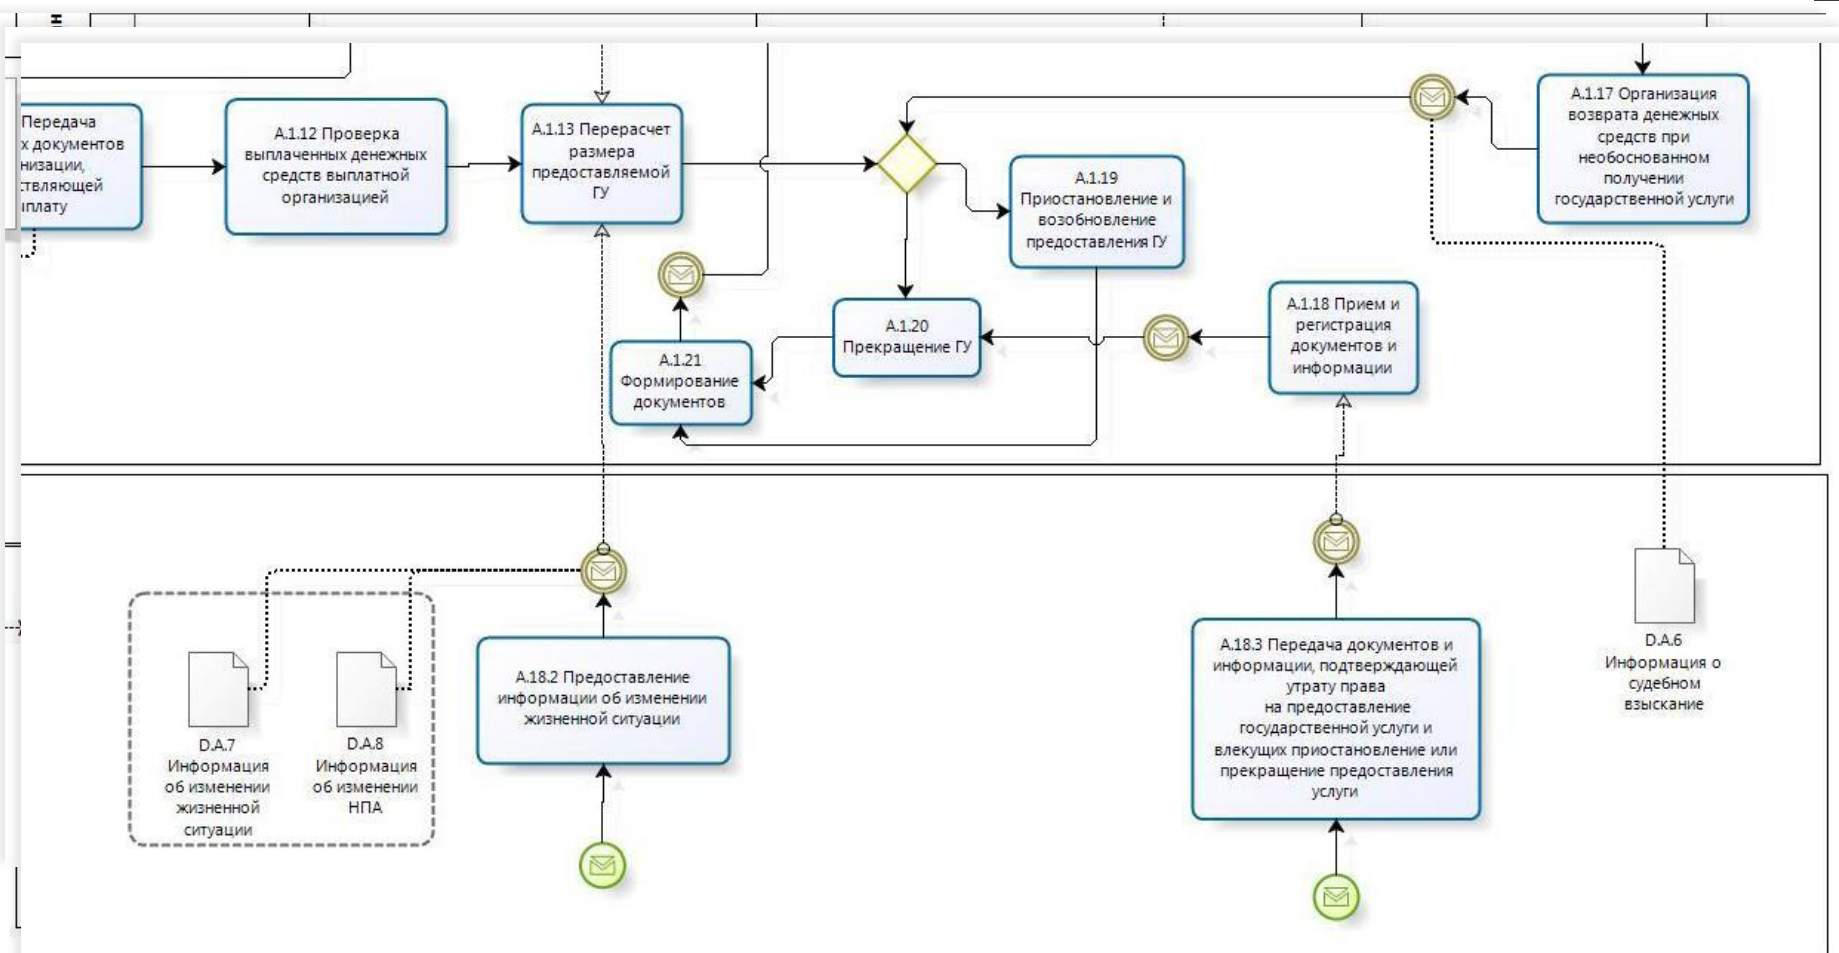 Н
Передача
х документов
низации,
ствляющей
плату
А.1.12 Проверка
выплаченных денежных
средств выплатной
организацией
А.1.13 Перерасчет
размера
предоставляемой
ГУ
А.1.17 Организация
возврата денежных
средств при
необоснованном
получении
государственной услуги
А.1.19
Приостановление и
возобновление
предоставления ГУ
А.1.18 Прием и
регистрация
документов и
информации
А.1.20
Прекращение ГУ
А.1.21
Формирование
документов
А.18.2 Предоставление
информации об изменении
жизненной ситуации
А.18.3 Передача документов и
информации, подтверждающей
утрату права
на предоставление
государственной услуги и
влекущих приостановление или
прекращение предоставления
услуги
D.A.6
Информация о
судебном
взыскание
D.A.7
Информация
об изменении
жизненной
ситуации
D.A.8
Информация
об изменении
НПА